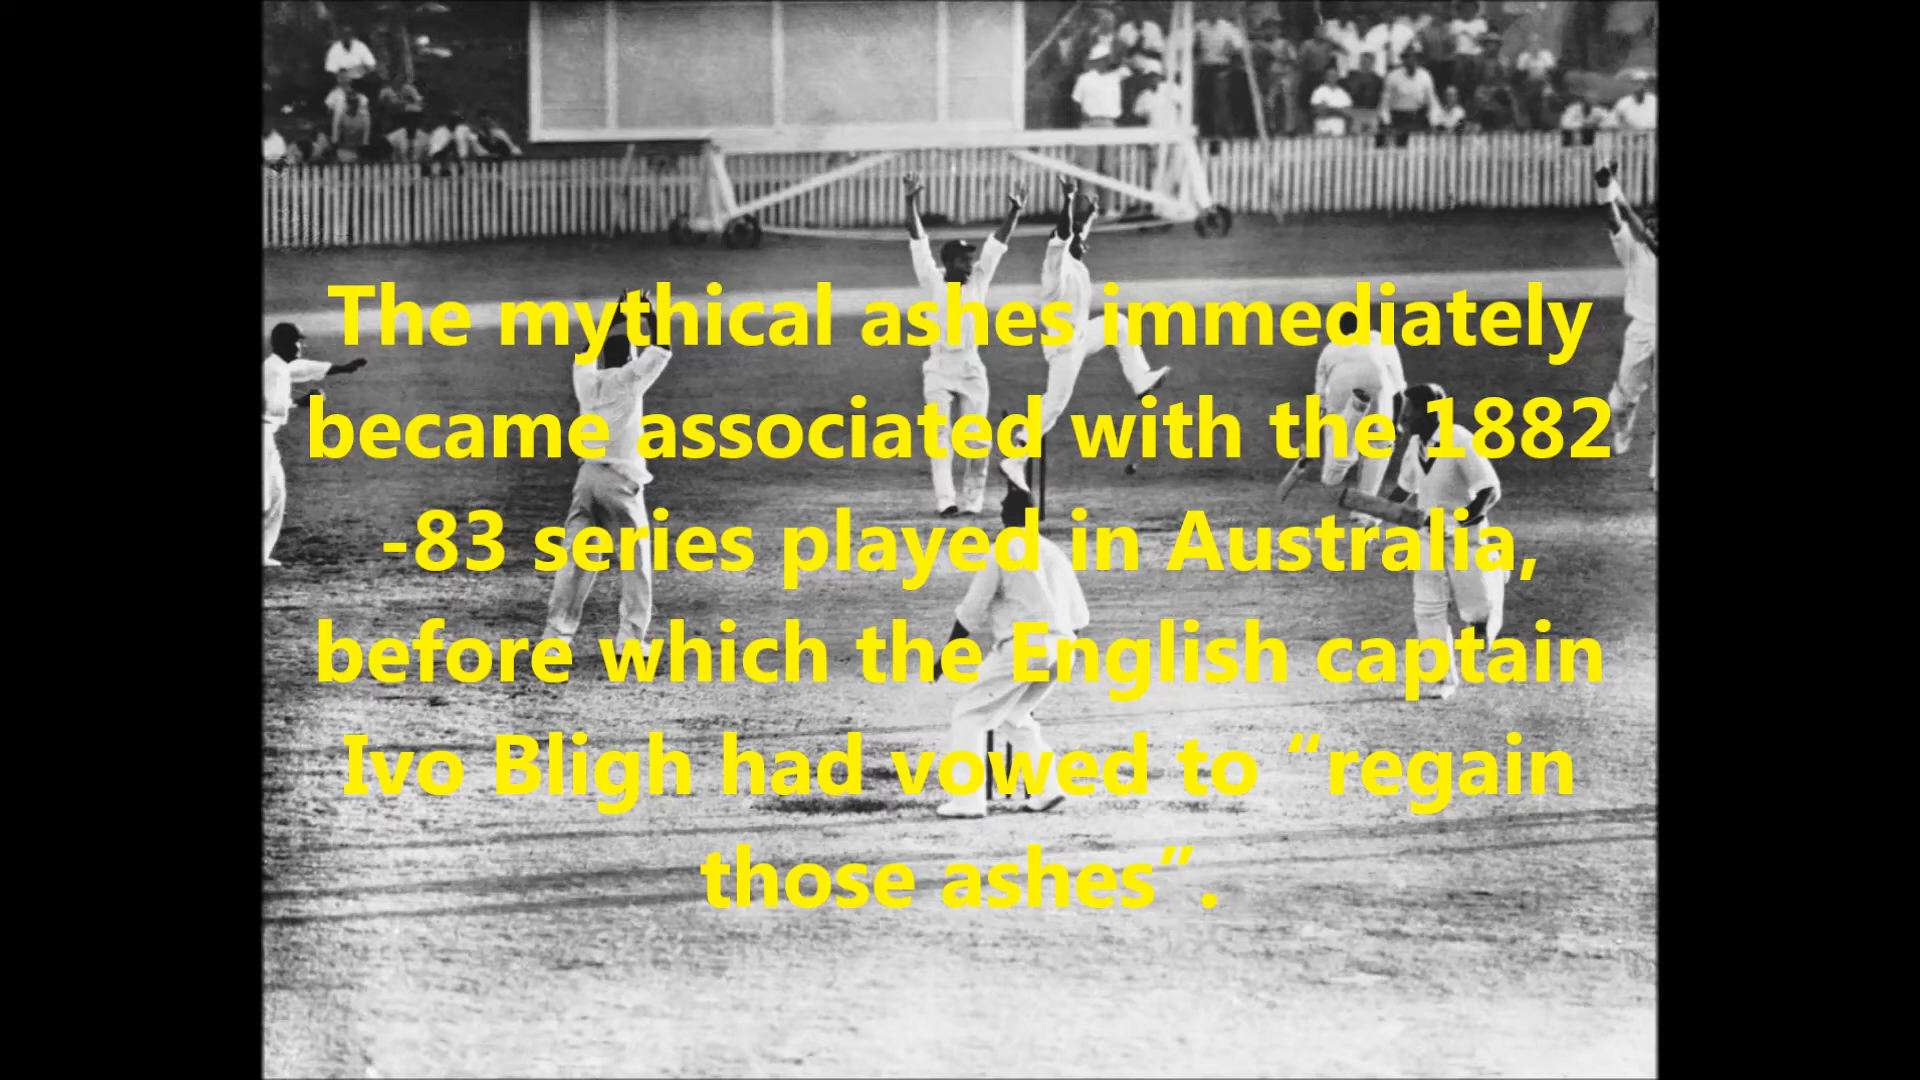 The mythical ashes immediately
became associated with the 1882
-83 series played in Australia,
before which the English captain
Ivo Bligh had vowed to “regain
those ashes”.